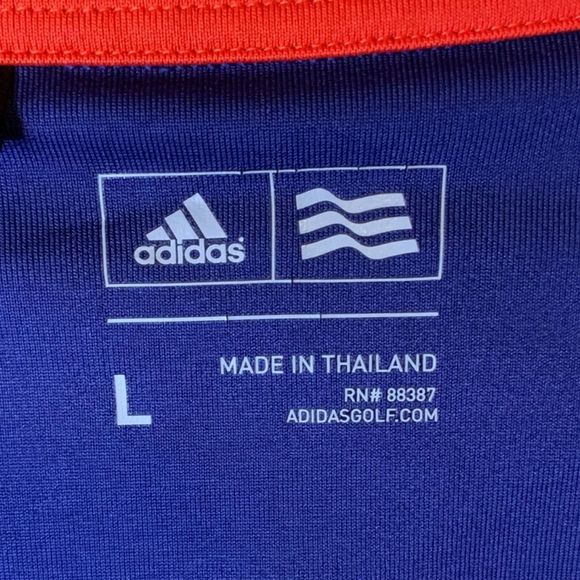 adidas
L
MADE IN THAILAND
RN# 88387
ADIDASGOLF.COM